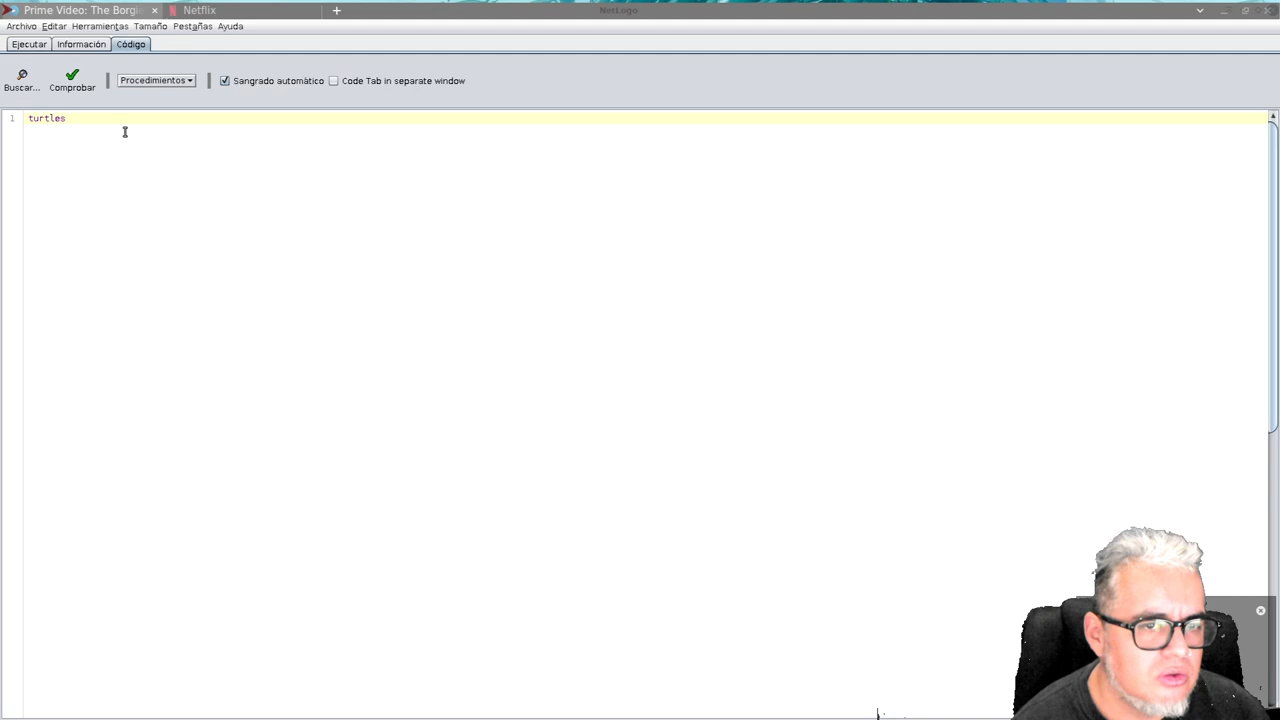 Prime Video: The Borgi
Netflix
NetLogo
Archivo Editar Herramientas Tamaño Pestañas Ayuda
Ejecutar Información Código
Buscar... Comprobar Procedimientos Sangrado automático Code Tab in separate window
1 turtles